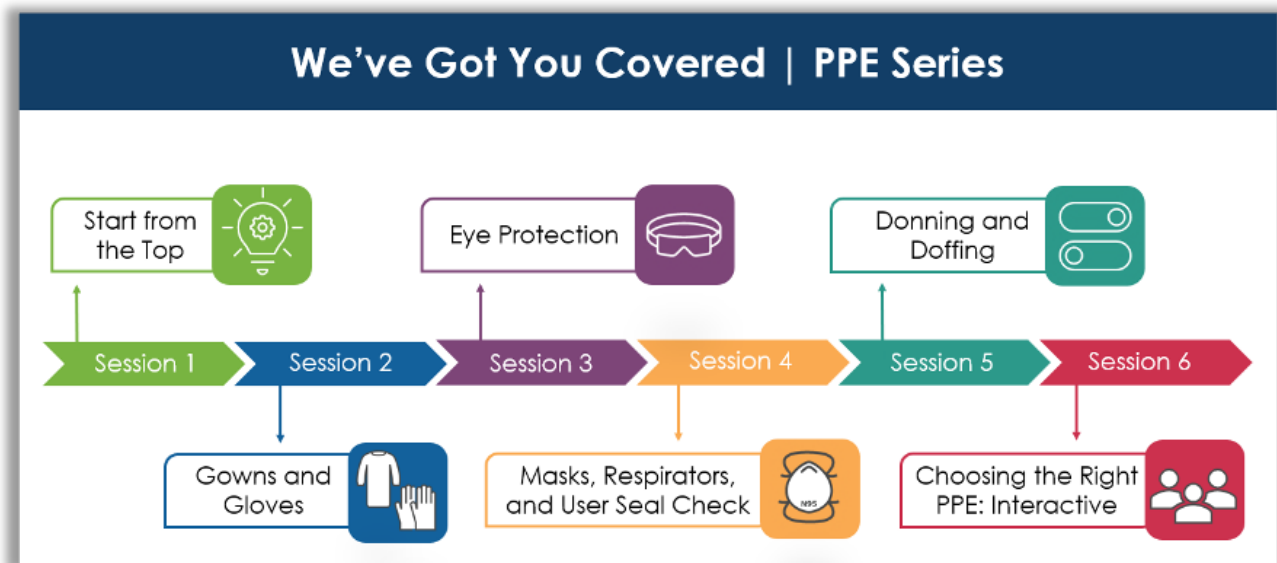 We've Got You Covered | PPE Series
Start from
the Top
Eye Protection
Donning and
Doffing
Session 1
Session 2
Session 3
Session 4
Session 5
Session 6
Gowns and
Gloves
Masks, Respirators,
and User Seal Check
N95
Choosing the Right
PPE: Interactive